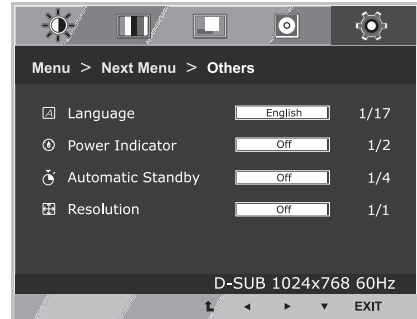 Menu > Next Menu > Others
Language English 1/17
Power Indicator Off 1/2
Automatic Standby Off 1/4
Resolution Off 1/1
D-SUB 1024x768 60Hz
EXIT